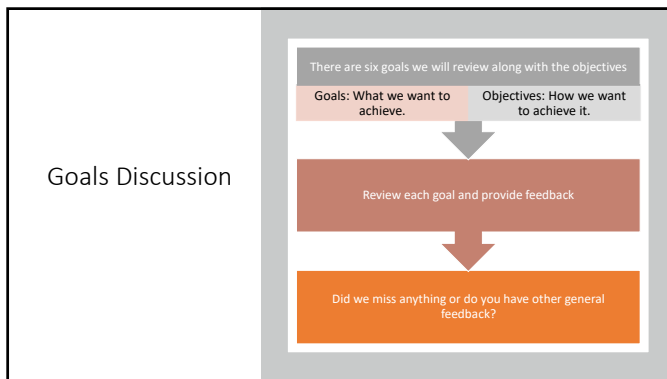 Goals Discussion
There are six goals we will review along with the objectives
Goals: What we want to
achieve.
Objectives: How we want
to achieve it.
Review each goal and provide feedback
Did we miss anything or do you have other general
feedback?